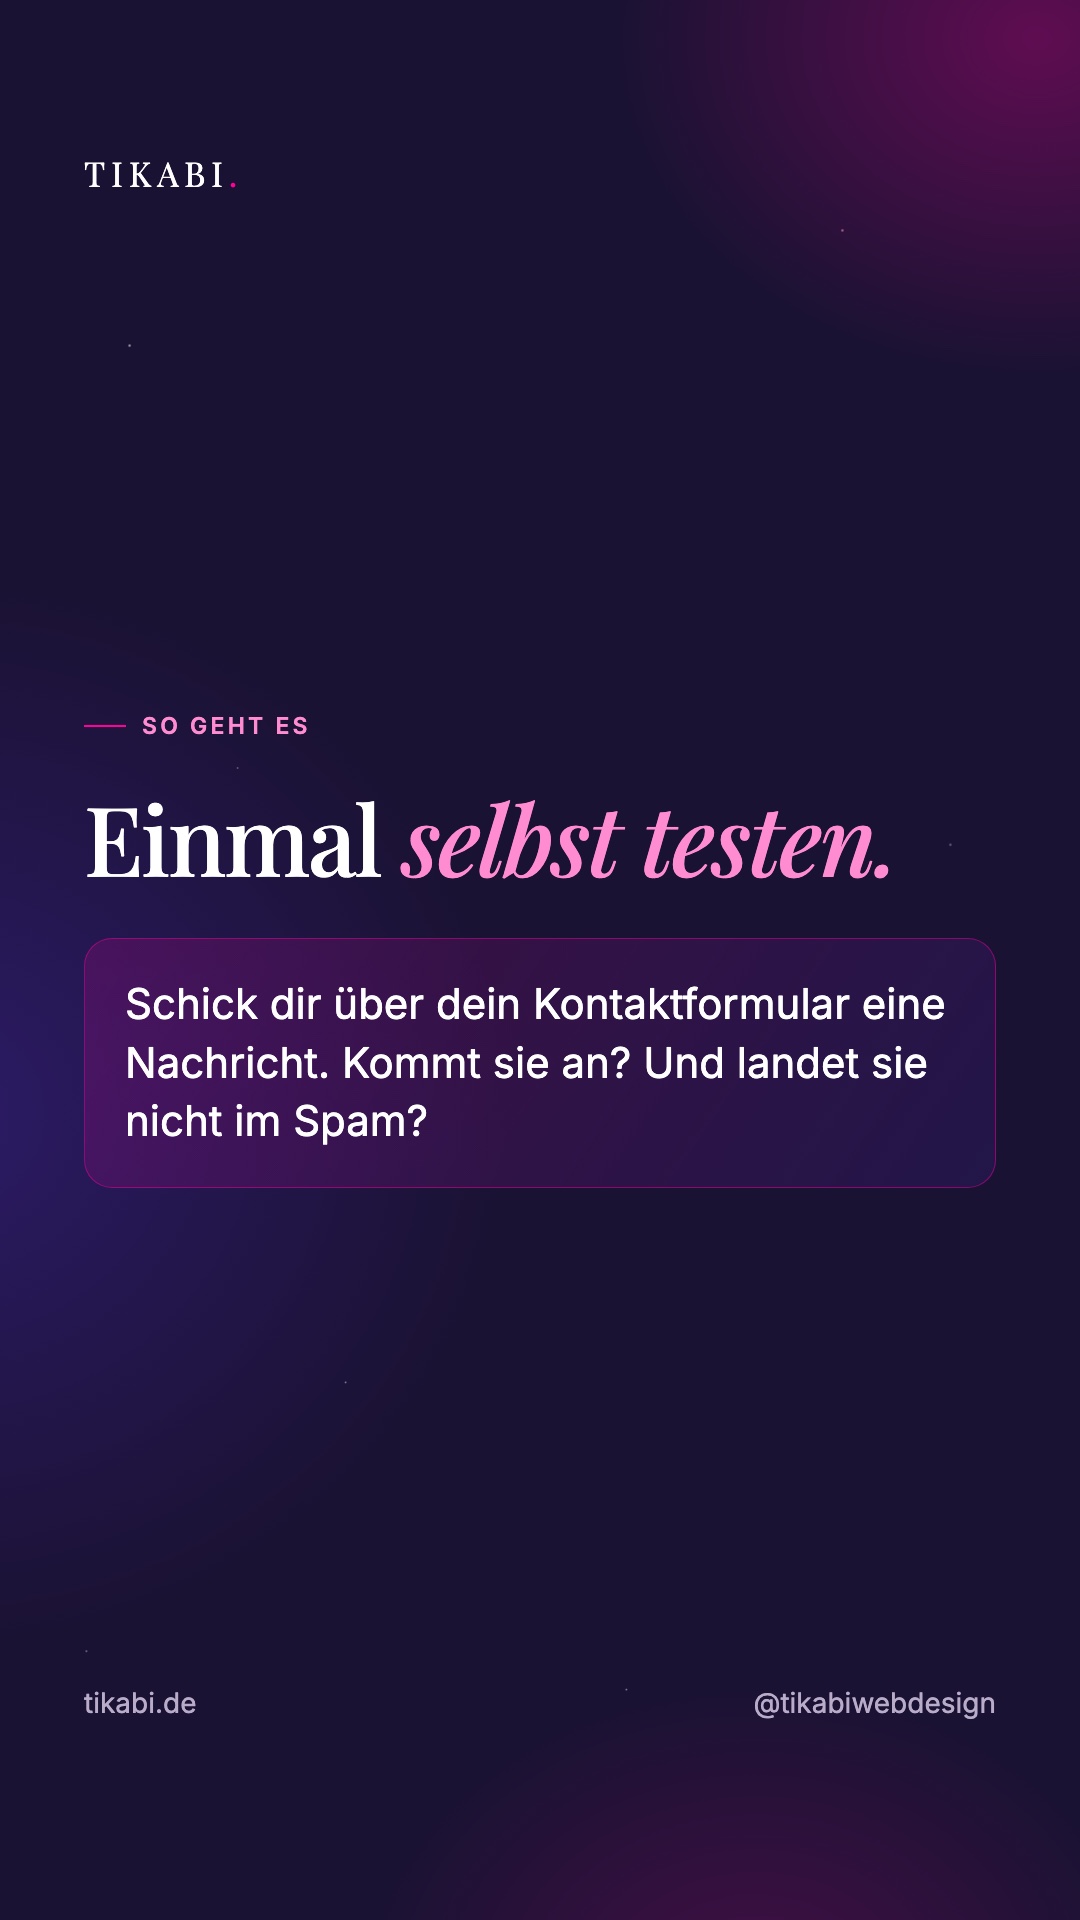 TIKABI.
SO GEHT ES
Einmal selbst testen.
Schick dir über dein Kontaktformular eine
Nachricht. Kommt sie an? Und landet sie
nicht im Spam?
tikabi.de
@tikabiwebdesign